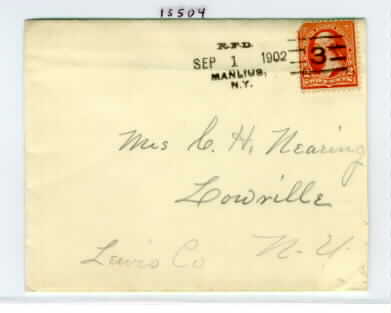 15504
R.F.D.
SEP 1 1902
MANLIUS,
N.Y.
3
Mrs C. H. Nearing
Lowville
Lewis Co N. Y.